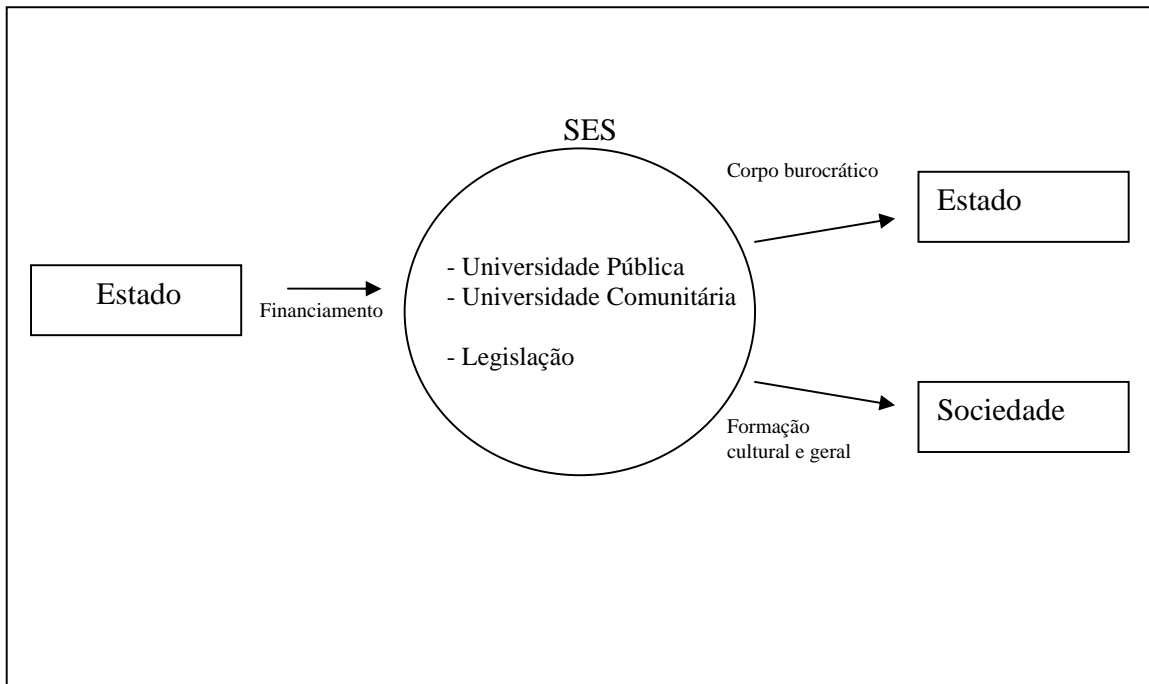 SES
Corpo burocrático
Estado
- Universidade Pública
- Universidade Comunitária
Estado
Financiamento
- Legislação
Sociedade
Formação
cultural e geral